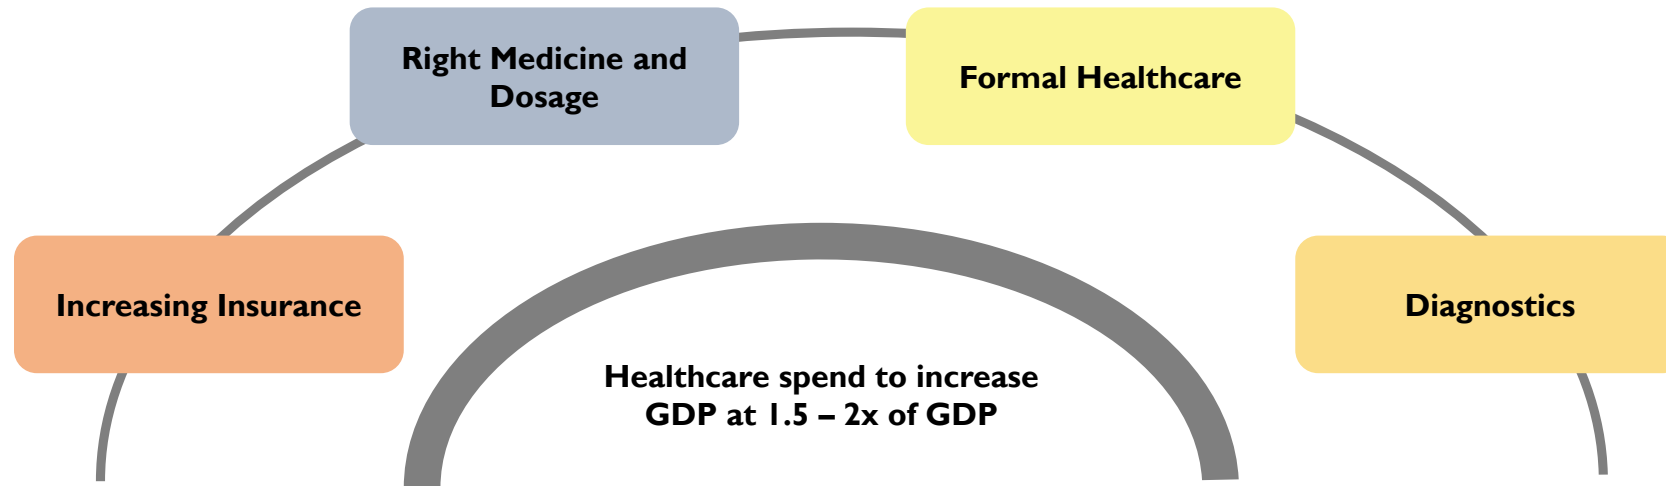 Right Medicine and
Dosage
Formal Healthcare
Increasing Insurance
Diagnostics
Healthcare spend to increase
GDP at 1.5 – 2x of GDP